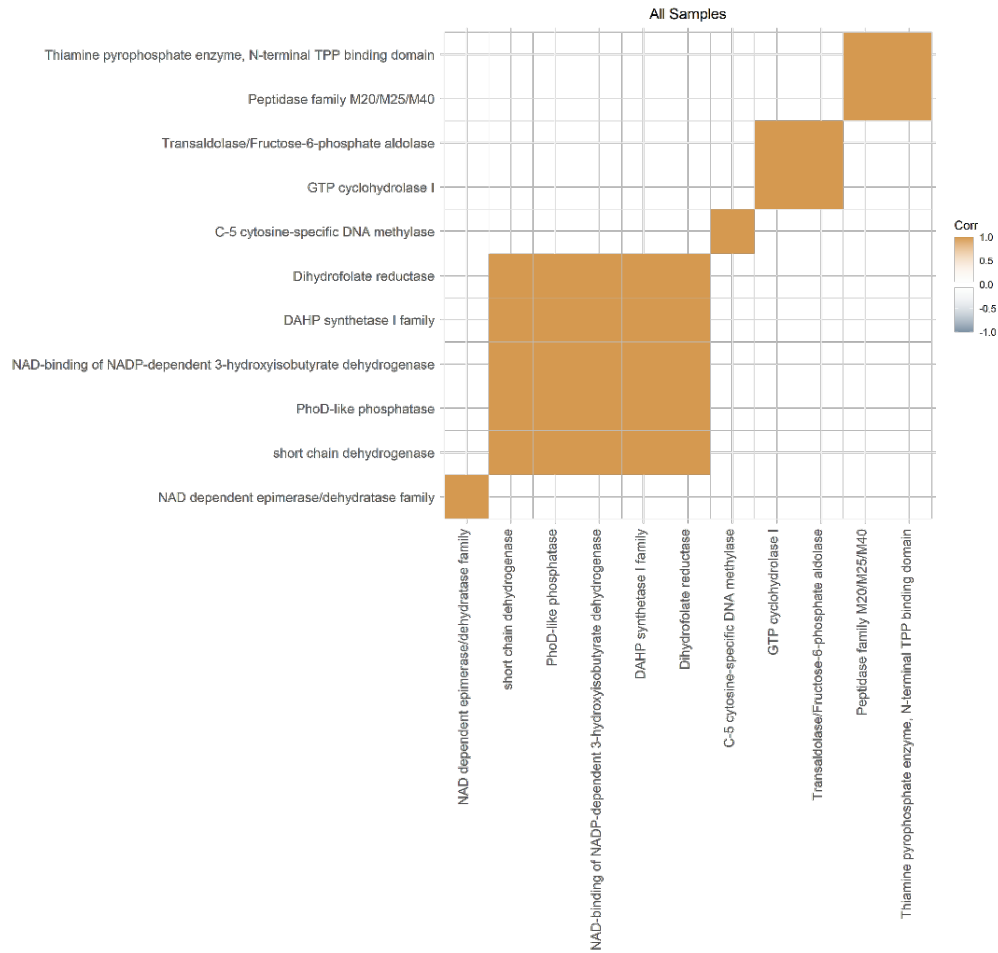 All Samples
Thiamine pyrophosphate enzyme, N-terminal TPP binding domain
Peptidase family M20/M25/M40
Transaldolase/Fructose-6-phosphate aldolase
GTP cyclohydrolase I
C-5 cytosine-specific DNA methylase
Dihydrofolate reductase
DAHP synthetase I family
NAD-binding of NADP-dependent 3-hydroxyisobutyrate dehydrogenase
PhoD-like phosphatase
short chain dehydrogenase
NAD dependent epimerase/dehydratase family
Corr
1.0
0.5
0.0
-0.5
-1.0
NAD dependent epimerase/dehydratase family
short chain dehydrogenase
PhoD-like phosphatase
NAD-binding of NADP-dependent 3-hydroxyisobutyrate dehydrogenase
DAHP synthetase I family
Dihydrofolate reductase
C-5 cytosine-specific DNA methylase
GTP cyclohydrolase I
Transaldolase/Fructose-6-phosphate aldolase
Peptidase family M20/M25/M40
Thiamine pyrophosphate enzyme, N-terminal TPP binding domain